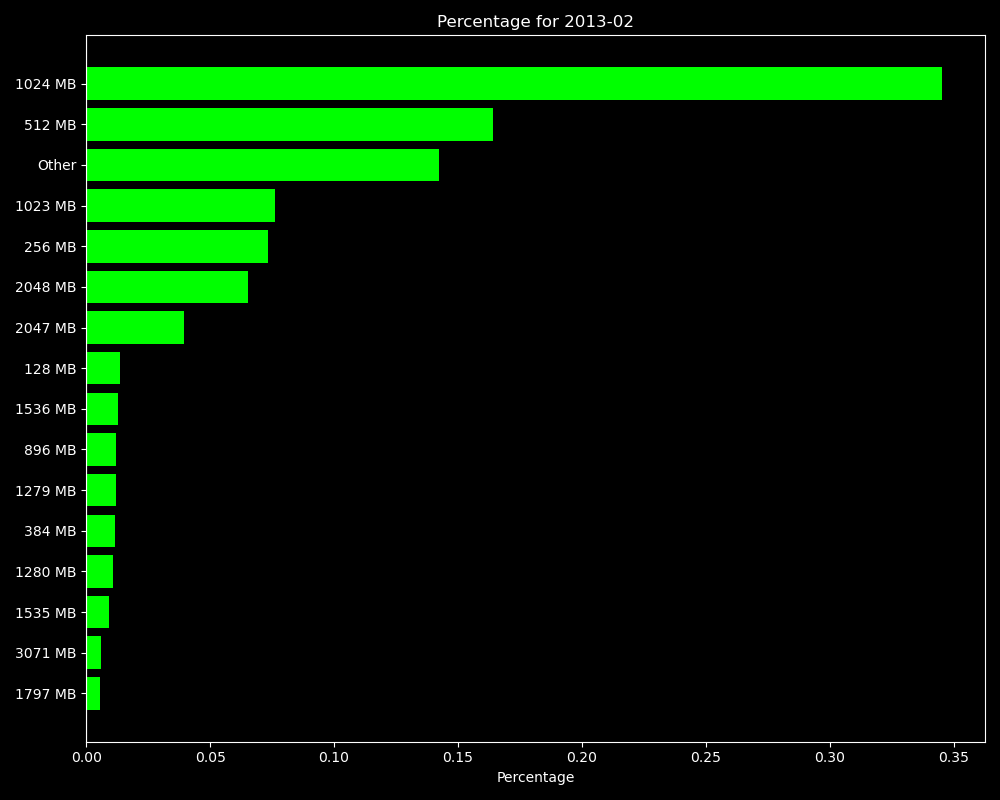 Percentage for 2013-02
1024 MB
512 MB
Other
1023 MB
256 MB
2048 MB
2047 MB
128 MB
1536 MB
896 MB
1279 MB
384 MB
1280 MB
1535 MB
3071 MB
1797 MB
0.00 0.05 0.10 0.15 0.20 0.25 0.30 0.35
Percentage